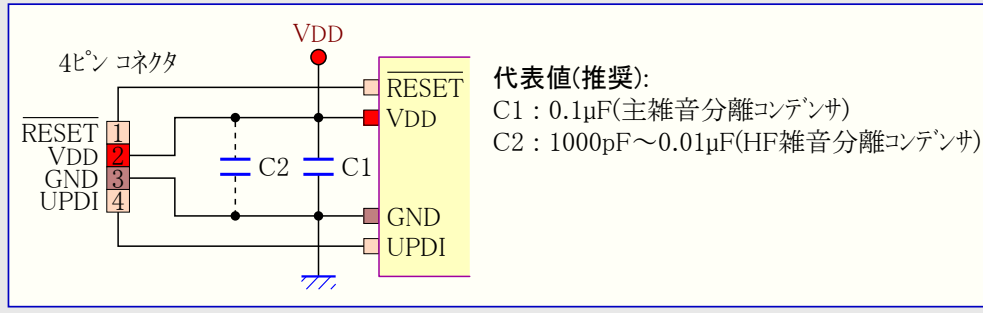 VDD
4ピン コネクタ
RESET
1
VDD
2
GND
3
UPDI
4
C2
C1
RESET
VDD
GND
UPDI
代表値(推奨):
C1 : 0.1µF(主雑音分離コンデンサ)
C2 : 1000pF～0.01µF(HF雑音分離コンデンサ)